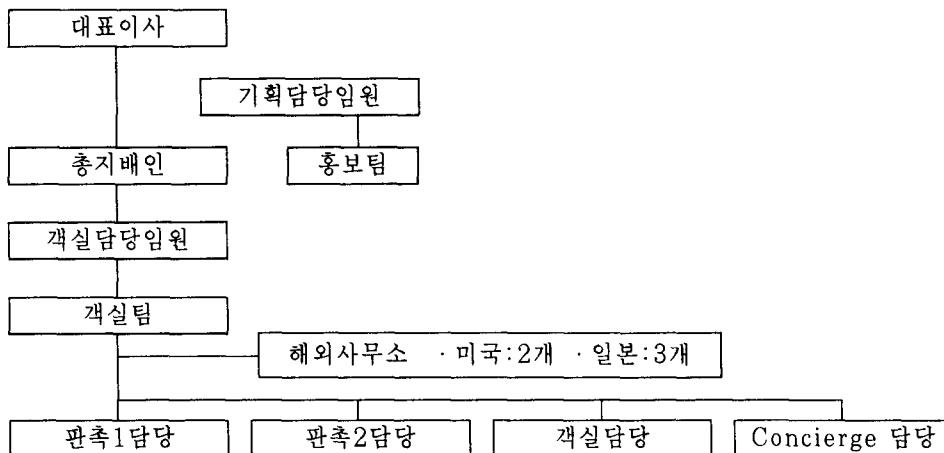 대표이사
기획담당임원
총지배인
홍보팀
객실담당임원
객실팀
해외사무소 ·미국:2개 ·일본:3개
판촉1담당
판촉2담당
객실담당
Concierge 담당